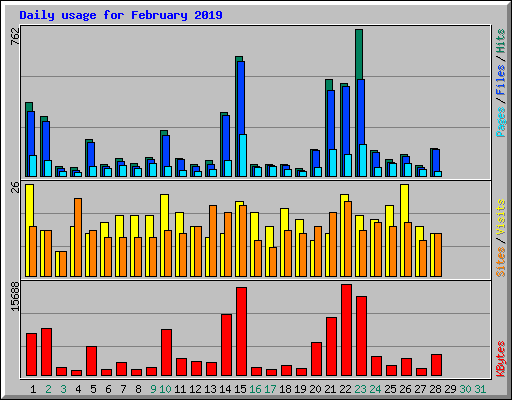 Daily usage for February 2019
762
26
15688
Pages / Files / Hits
Sites / Visits
KBytes
1 2 3 4 5 6 7 8 9 10 11 12 13 14 15 16 17 18 19 20 21 22 23 24 25 26 27 28 29 30 31